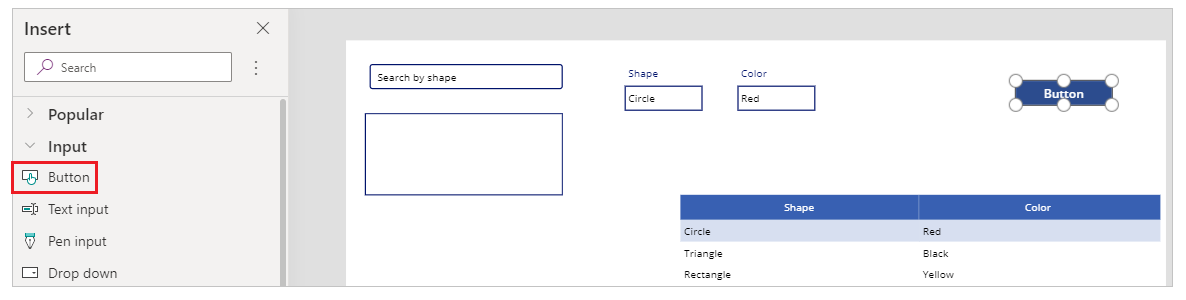 Insert
Search
Popular
Input
Button
Text input
Pen input
Drop down
Search by shape
Shape
Color
Circle
Red
Button
Shape Color
Circle Red
Triangle Black
Rectangle Yellow